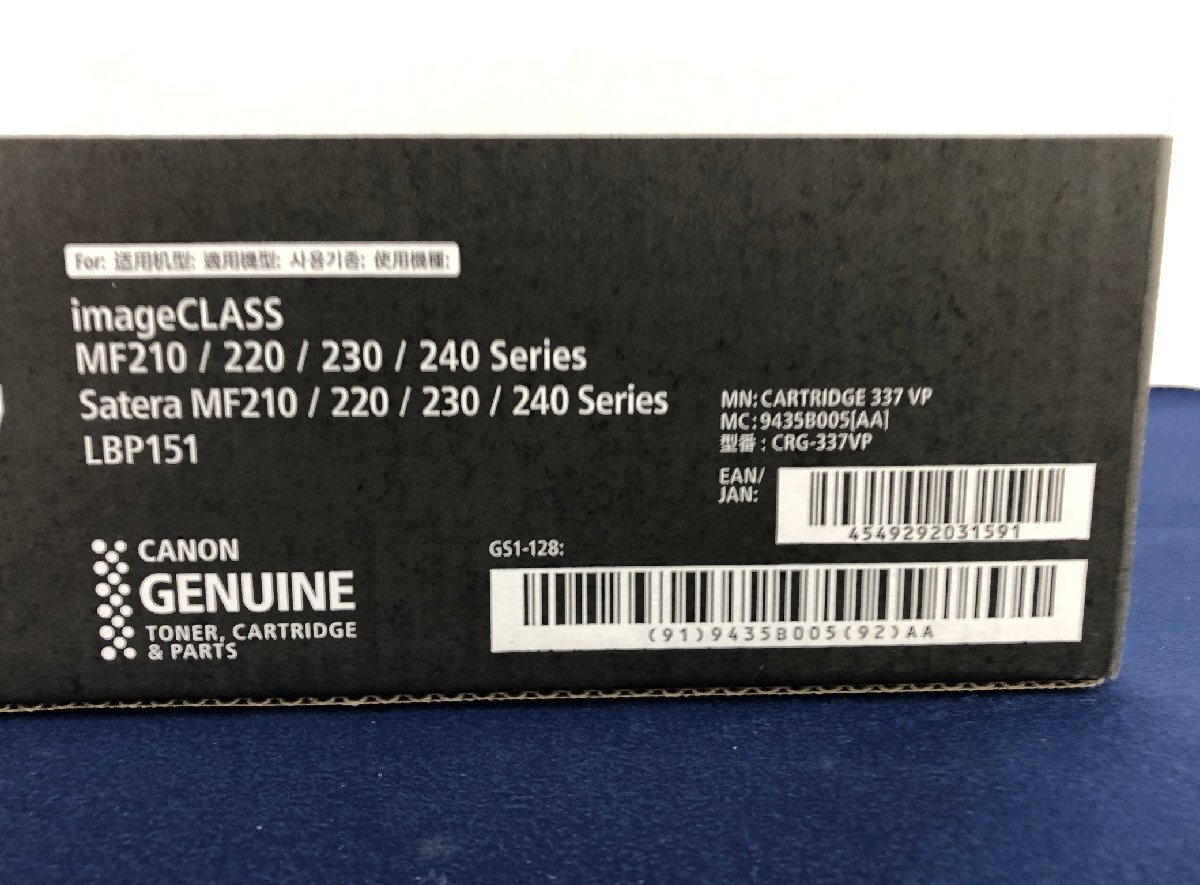 For: 适用机型: 適用機型: 사용기종: 使用機種:
imageCLASS
MF210 / 220 / 230 / 240 Series
Satera MF210 / 220 / 230 / 240 Series
LBP151
MN: CARTRIDGE 337 VP
MC: 9435B005[AA]
型番 : CRG-337VP
EAN/
JAN:
4549292031591
GS1-128:
(91)9435B005(92)AA
CANON
GENUINE
TONER, CARTRIDGE
& PARTS